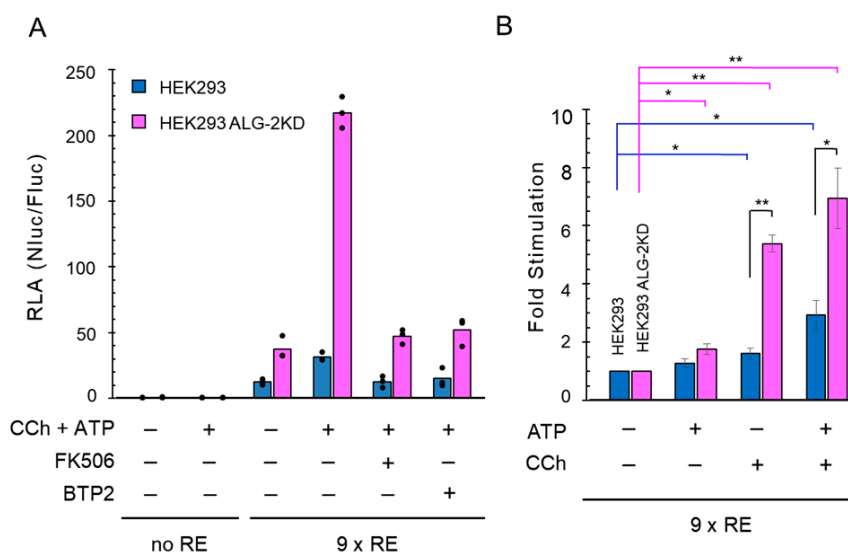 A
HEK293
HEK293 ALG-2KD
RLA (Nluc/Fluc)
250
200
150
100
50
0
CCh + ATP – + – + + +
FK506 – – – – + –
BTP2 – – – – – +
no RE 9 x RE
B
** 
**
*
*
*
**
*
Fold Stimulation
10
8
6
4
2
0
HEK293
HEK293 ALG-2KD
ATP – + – +
CCh – – + +
9 x RE